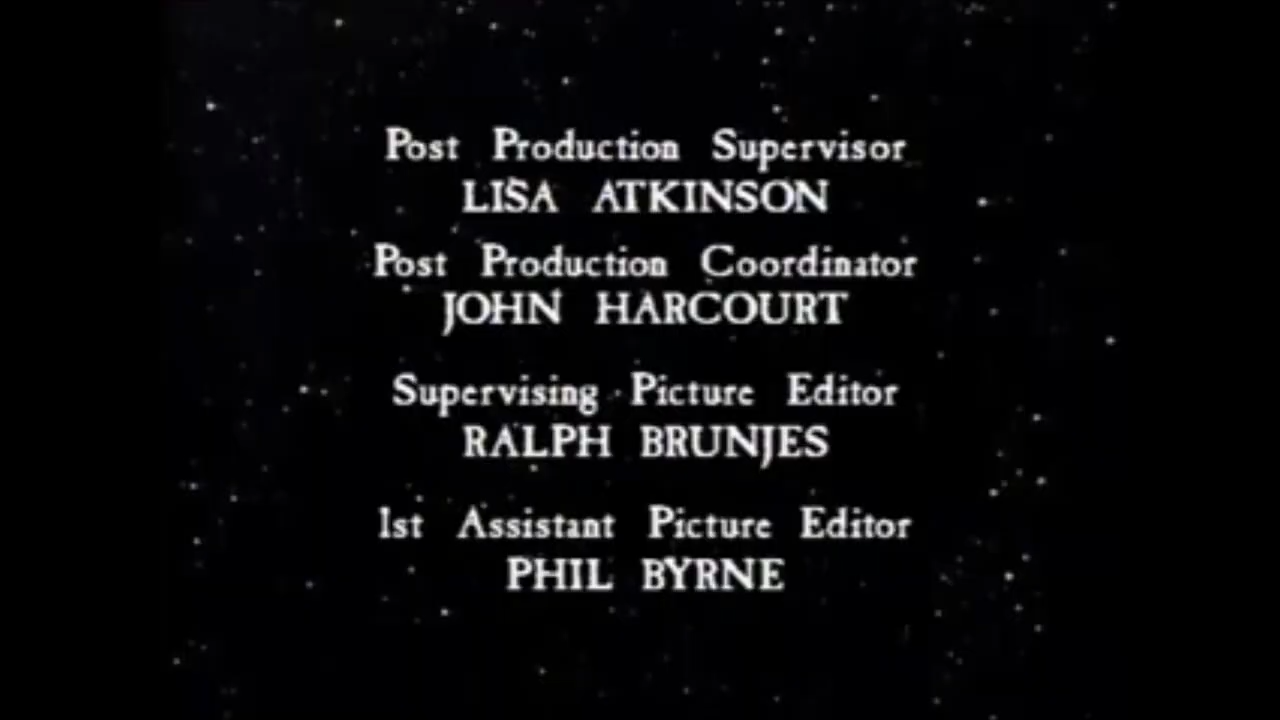 Post Production Supervisor
LISA ATKINSON
Post Production Coordinator
JOHN HARCOURT
Supervising Picture Editor
RALPH BRUNJES
1st Assistant Picture Editor
PHIL BYRNE